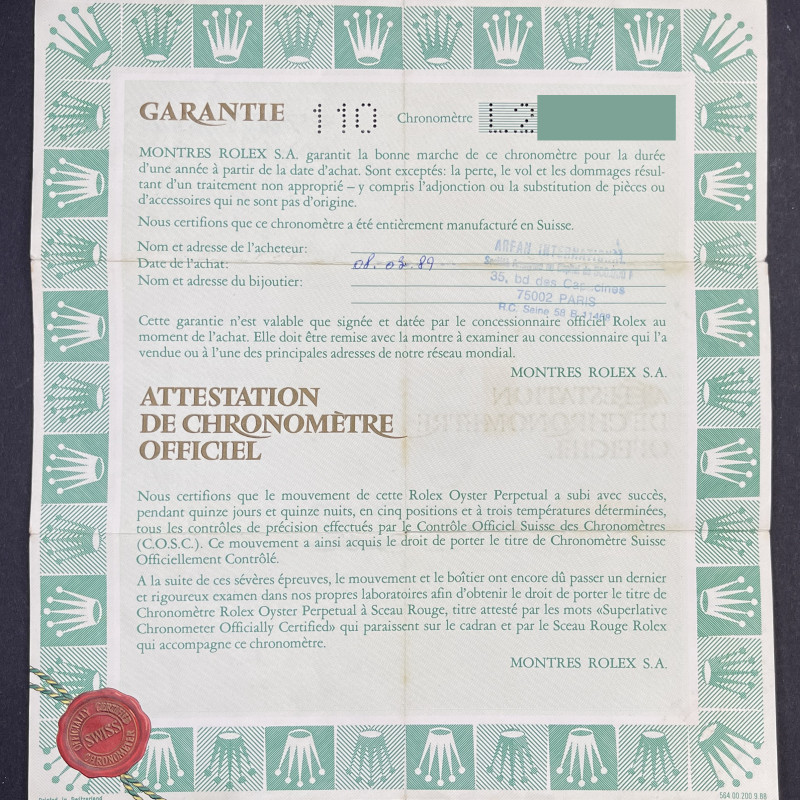 GARANTIE 110 Chronomètre L2
MONTRES ROLEX S.A. garantit la bonne marche de ce chronomètre pour la durée
d'une année à partir de la date d'achat. Sont exceptés: la perte, le vol et les dommages résul-
tant d'un traitement non approprié – y compris l'adjonction ou la substitution de pièces ou
d'accessoires qui ne sont pas d'origine.
Nous certifions que ce chronomètre a été entièrement manufacturé en Suisse.
Nom et adresse de l'acheteur:
Date de l'achat: 08.03.89
Nom et adresse du bijoutier:
ARFAN INTERNATIONAL
35, bd des Capucines
75002 PARIS
R.C. Seine 58 B
Cette garantie n'est valable que signée et datée par le concessionnaire officiel Rolex au
moment de l'achat. Elle doit être remise avec la montre à examiner au concessionnaire qui l'a
vendue ou à l'une des principales adresses de notre réseau mondial.
MONTRES ROLEX S.A.
ATTESTATION
DE CHRONOMÈTRE
OFFICIEL
Nous certifions que le mouvement de cette Rolex Oyster Perpetual a subi avec succès,
pendant quinze jours et quinze nuits, en cinq positions et à trois températures déterminées,
tous les contrôles de précision effectués par le Contrôle Officiel Suisse des Chronomètres
(C.O.S.C.). Ce mouvement a ainsi acquis le droit de porter le titre de Chronomètre Suisse
Officiellement Contrôlé.
A la suite de ces sévères épreuves, le mouvement et le boîtier ont encore dû passer un dernier
et rigoureux examen dans nos propres laboratoires afin d'obtenir le droit de porter le titre de
Chronomètre Rolex Oyster Perpetual à Sceau Rouge, titre attesté par les mots «Superlative
Chronometer Officially Certified» qui paraissent sur le cadran et par le Sceau Rouge Rolex
qui accompagne ce chronomètre.
MONTRES ROLEX S.A.
OFFICIALLY CERTIFIED
SWISS
CHRONOMETER
Printed in Switzerland
564.00 200.9.88